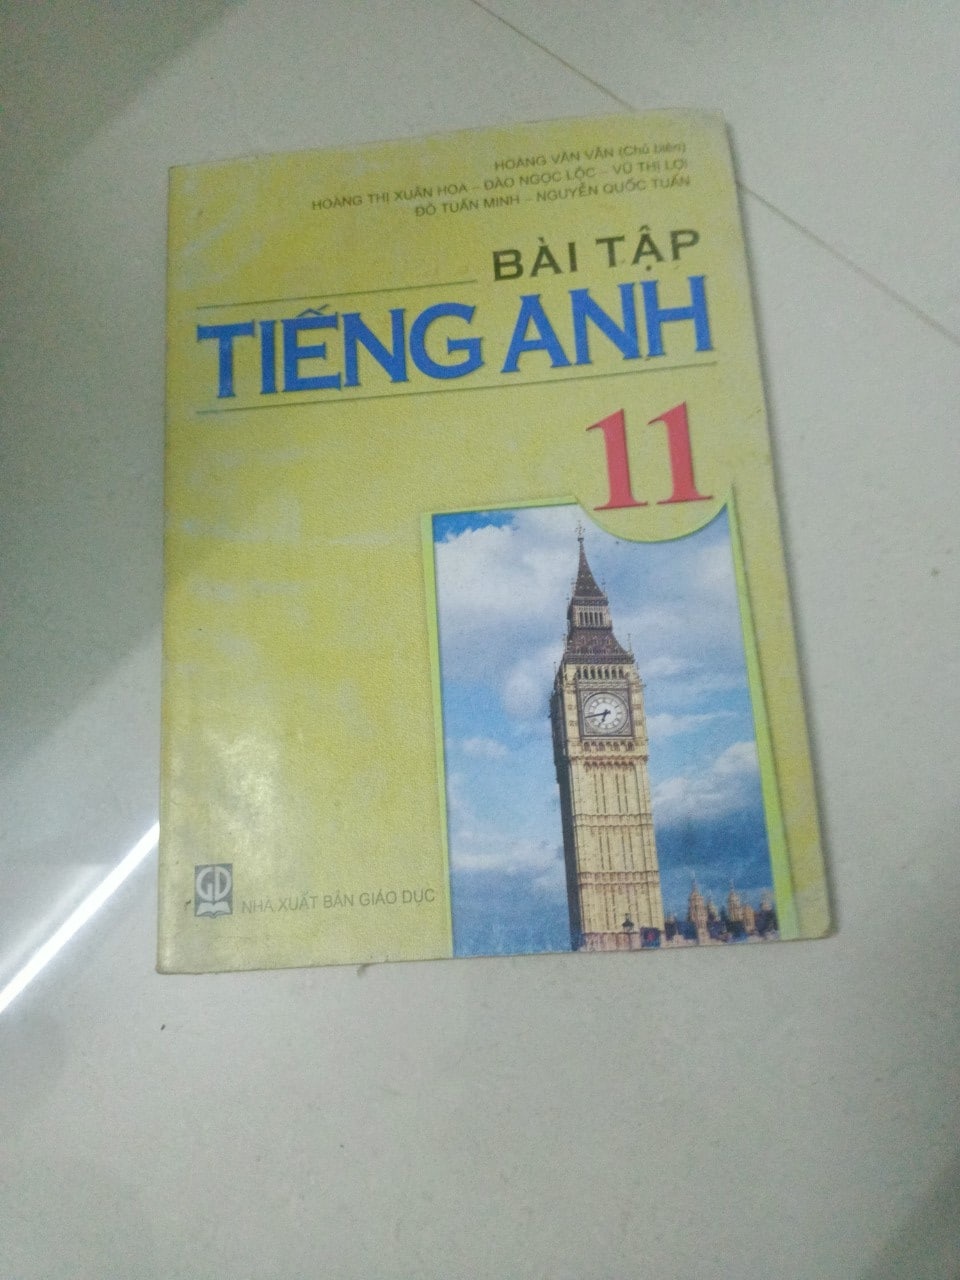 HOÀNG VĂN VÂN (Chủ biên)
HOÀNG THỊ XUÂN HOA – ĐÀO NGỌC LỘC – VŨ THỊ LỢI
ĐỖ TUẤN MINH – NGUYỄN QUỐC TUẤN
BÀI TẬP
TIẾNG ANH
11
GD
NHÀ XUẤT BẢN GIÁO DỤC